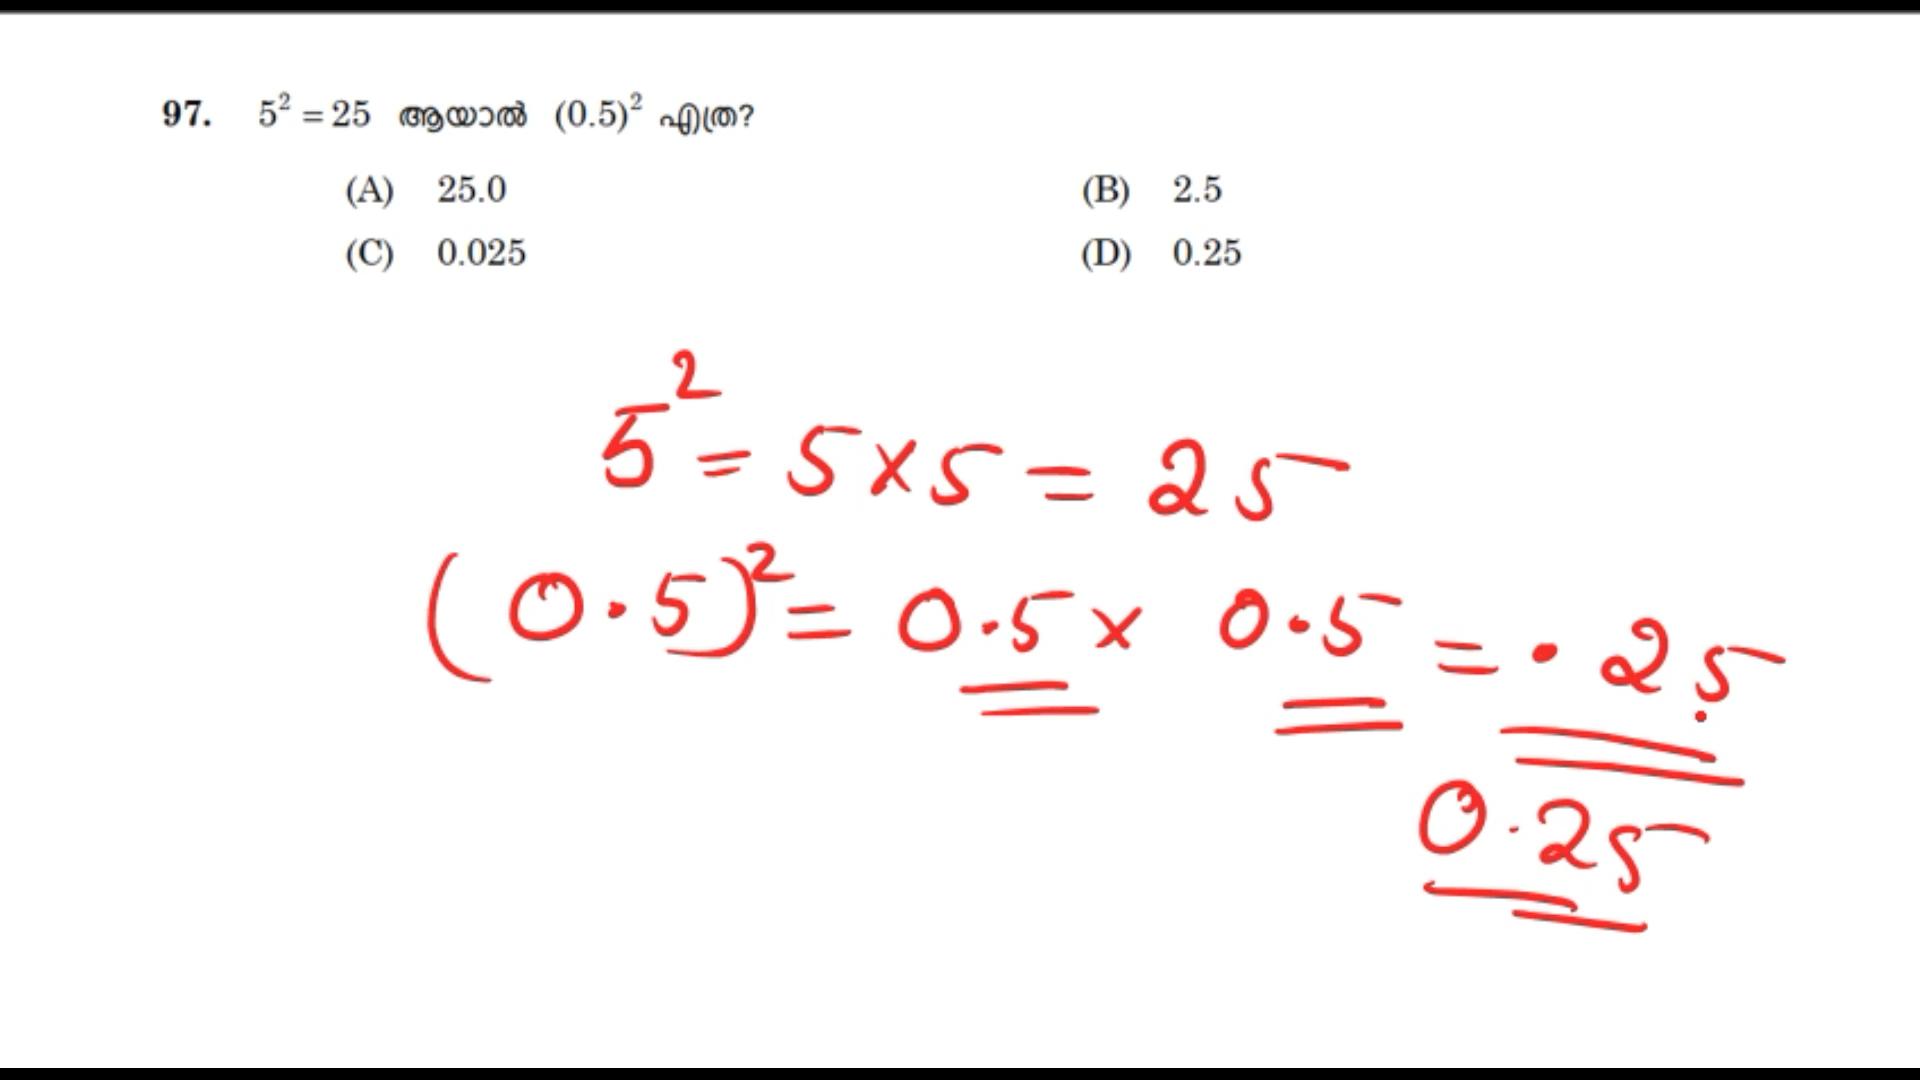 97. 5² = 25 ആയാൽ (0.5)² എത്ര?
(A) 25.0 (B) 2.5
(C) 0.025 (D) 0.25
5² = 5 × 5 = 25
(0.5)² = 0.5 × 0.5 = .25
0.25